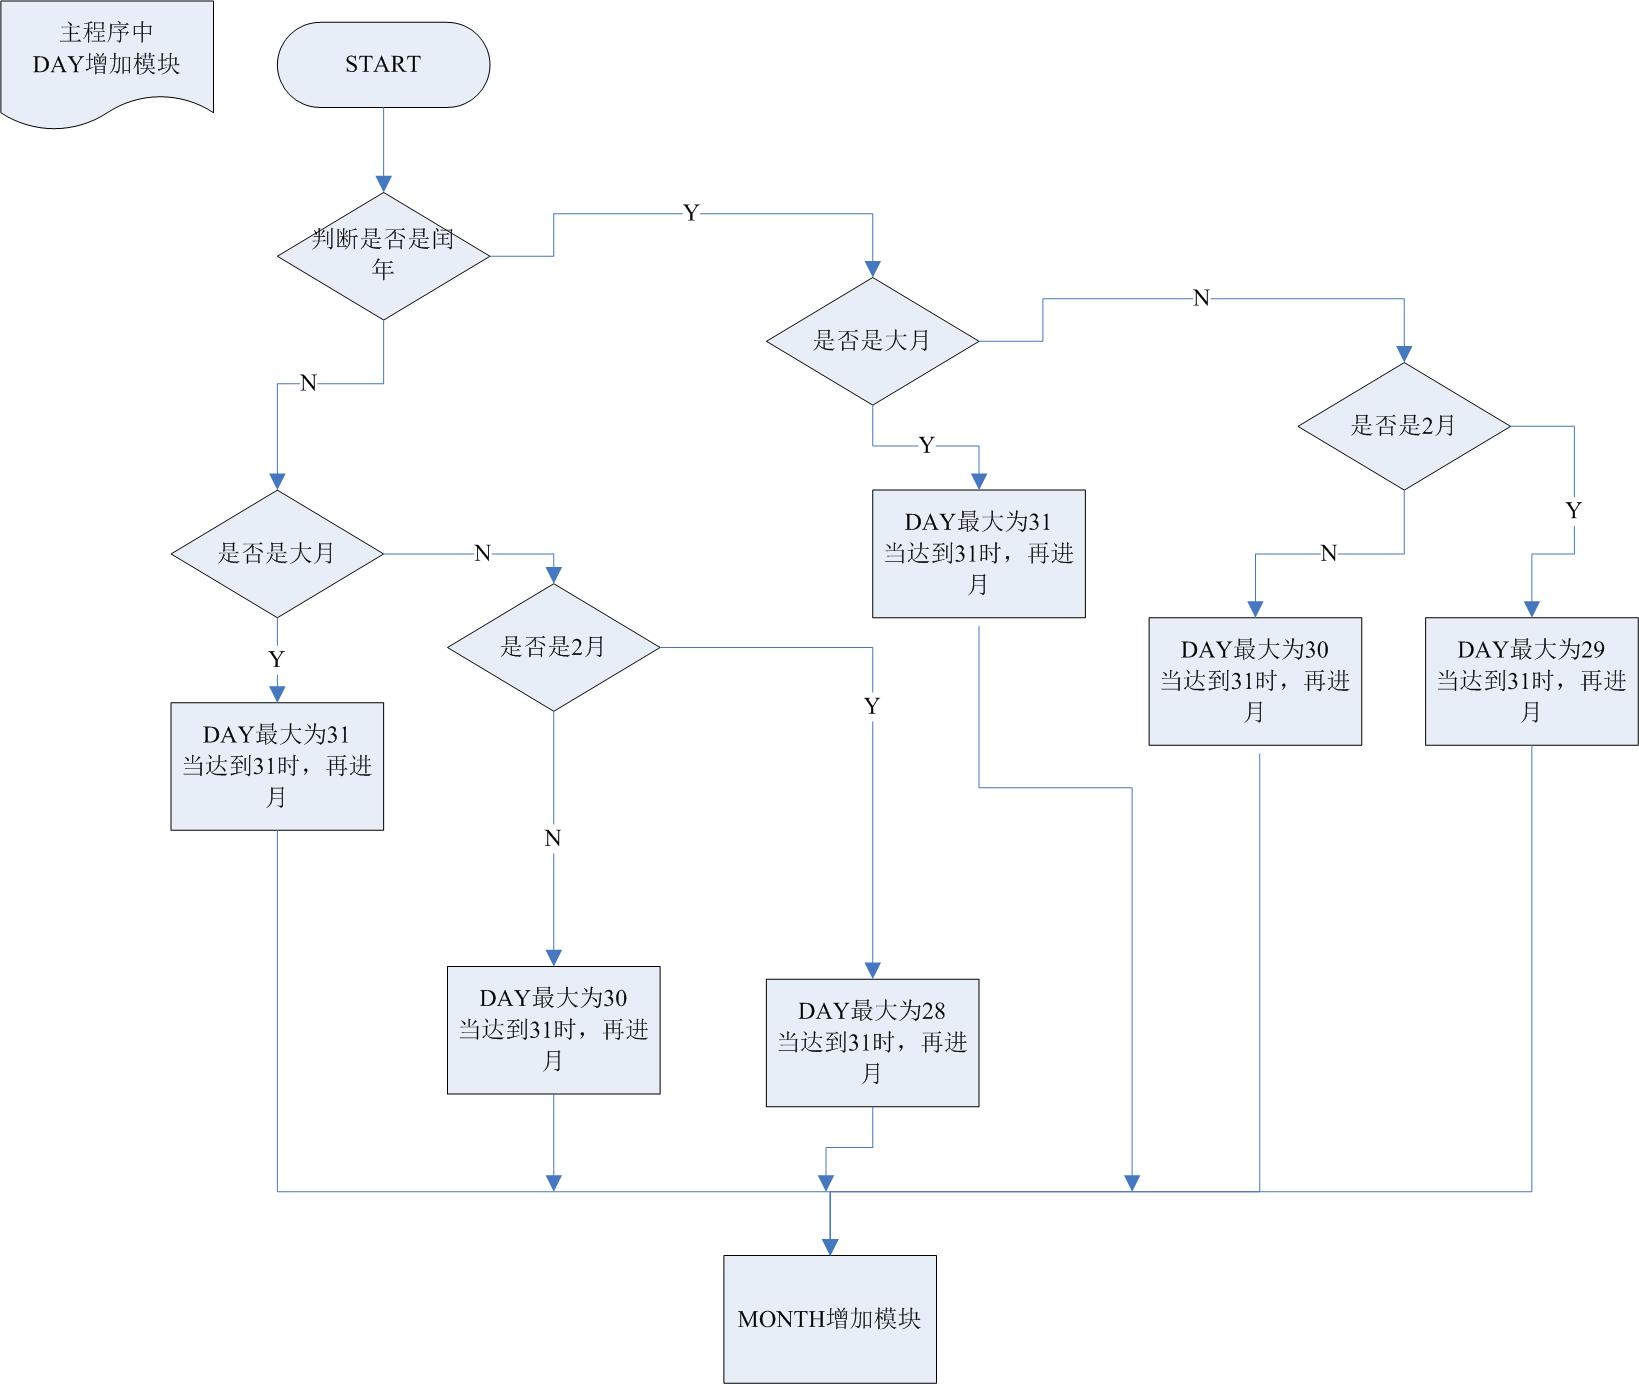 主程序中
DAY增加模块
START
判断是否是闰
年
Y
N
是否是大月
N
是否是2月
Y
Y
N
DAY最大为31
当达到31时，再进
月
是否是大月
N
Y
是否是2月
Y
N
DAY最大为30
当达到31时，再进
月
DAY最大为29
当达到31时，再进
月
DAY最大为31
当达到31时，再进
月
DAY最大为30
当达到31时，再进
月
DAY最大为28
当达到31时，再进
月
MONTH增加模块